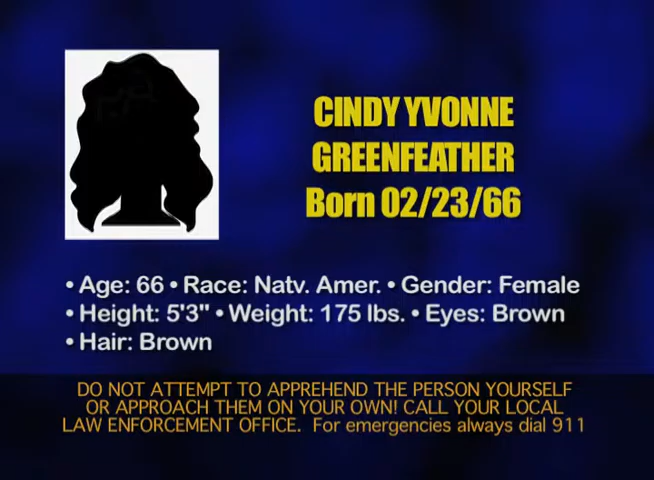 CINDY YVONNE
GREENFEATHER
Born 02/23/66
• Age: 66 • Race: Natv. Amer. • Gender: Female
• Height: 5'3" • Weight: 175 lbs. • Eyes: Brown
• Hair: Brown
DO NOT ATTEMPT TO APPREHEND THE PERSON YOURSELF
OR APPROACH THEM ON YOUR OWN! CALL YOUR LOCAL
LAW ENFORCEMENT OFFICE. For emergencies always dial 911